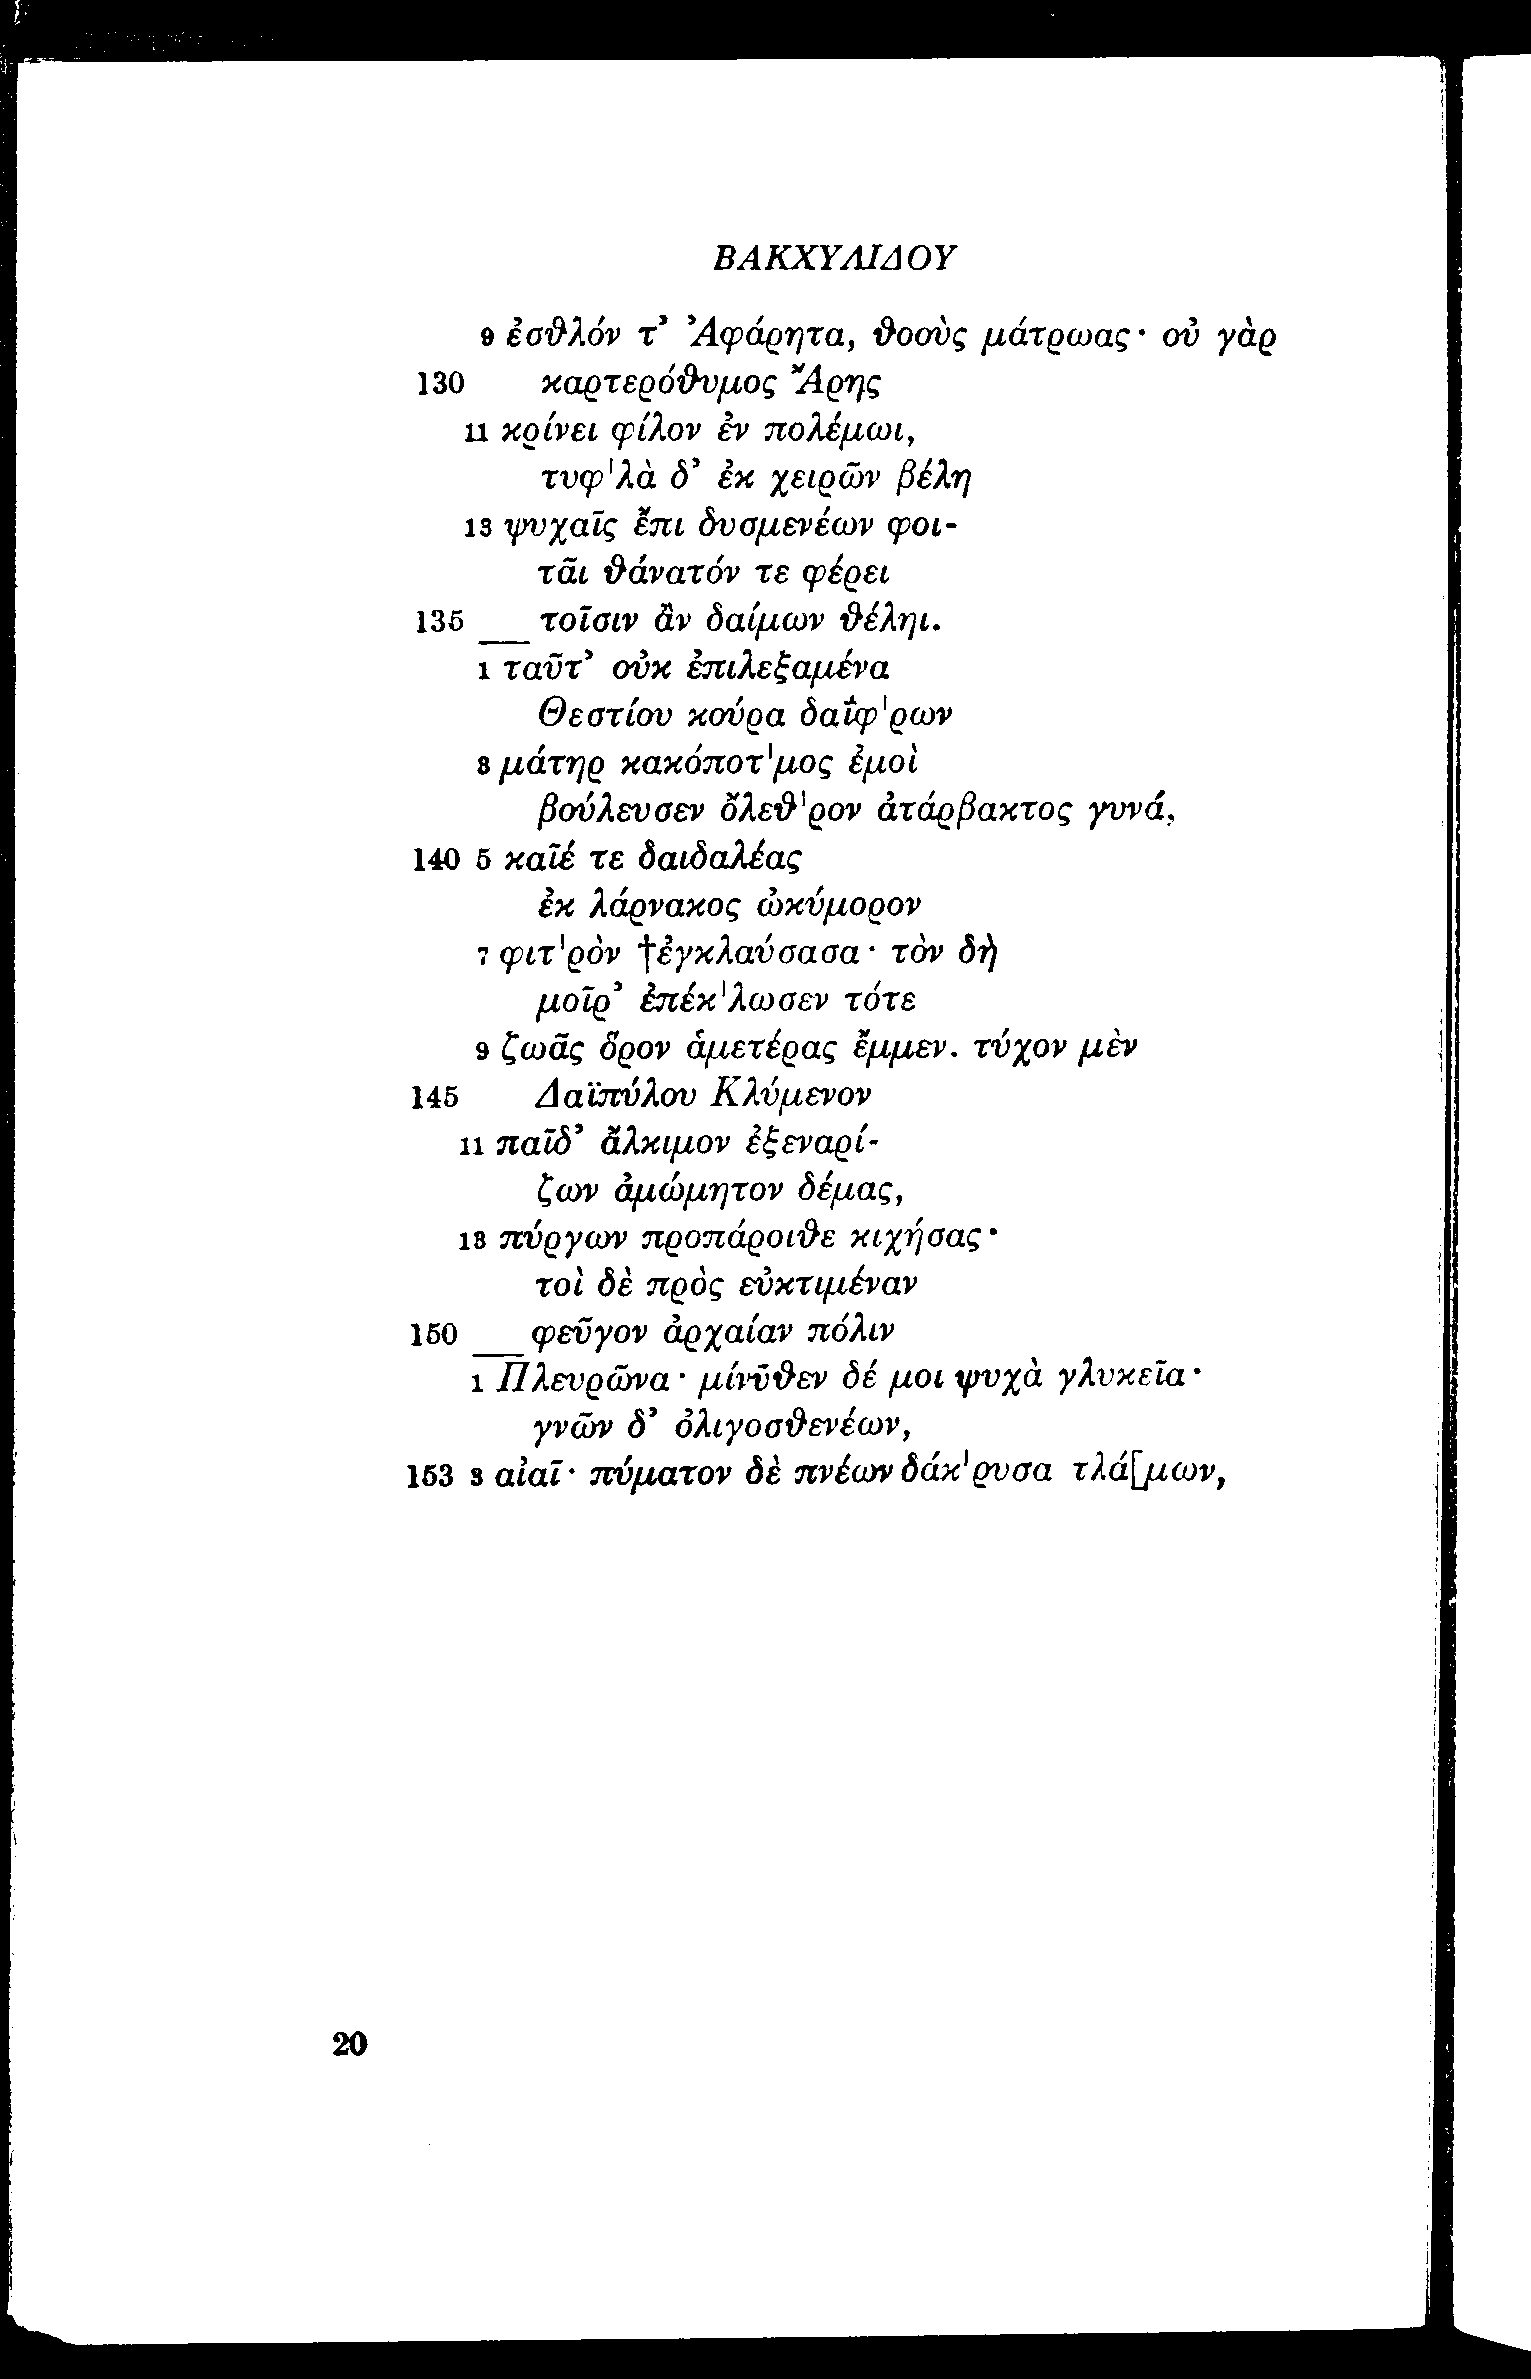 ΒΑΚΧΥΛΙΔΟΥ
9 ἐσθλόν τ’ Ἀφάρητα, θοοὺς μάτρωας· οὐ γὰρ
130 καρτερόθυμος Ἄρης
11 κρίνει φίλον ἐν πολέμωι,
τυφ'λὰ δ’ ἐκ χειρῶν βέλη
13 ψυχαῖς ἔπι δυσμενέων φοι-
τᾶι θάνατόν τε φέρει
135 __ τοῖσιν ἂν δαίμων θέληι.
1 ταῦτ’ οὐκ ἐπιλεξαμένα
Θεστίου κούρα δαΐφ'ρων
3 μάτηρ κακόποτ'μος ἐμοὶ
βούλευσεν ὄλεθ'ρον ἀτάρβακτος γυνά,
140 5 καῖέ τε δαιδαλέας
ἐκ λάρνακος ὠκύμορον
7 φιτ'ρὸν †ἐγκλαύσασα· τὸν δὴ
μοῖρ’ ἐπέκ'λωσεν τότε
9 ζωᾶς ὅρον ἁμετέρας ἔμμεν. τύχον μὲν
145 Δαϊπύλου Κλύμενον
11 παῖδ’ ἄλκιμον ἐξεναρί-
ζων ἀμώμητον δέμας,
13 πύργων προπάροιθε κιχήσας·
τοὶ δὲ πρὸς εὐκτιμέναν
150 __ φεῦγον ἀρχαίαν πόλιν
1 Πλευρῶνα· μίνῡθεν δέ μοι ψυχὰ γλυκεῖα·
γνῶν δ’ ὀλιγοσθενέων,
153 3 αἰαῖ· πύματον δὲ πνέων δάκ'ρυσα τλά[μων,
20